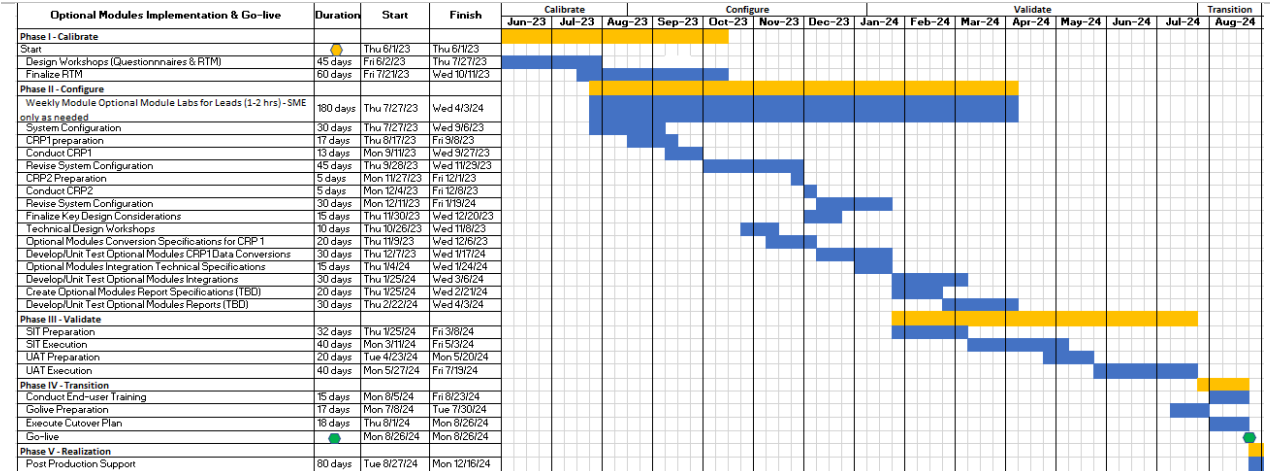 Optional Modules Implementation & Go-live Duration Start Finish Calibrate Configure Validate Transition
Jun-23 Jul-23 Aug-23 Sep-23 Oct-23 Nov-23 Dec-23 Jan-24 Feb-24 Mar-24 Apr-24 May-24 Jun-24 Jul-24 Aug-24
Phase I - Calibrate
Start Thu 6/1/23 Thu 6/1/23
Design Workshops (Questionnnaires & RTM) 45 days Fri 6/2/23 Thu 7/27/23
Finalize RTM 60 days Fri 7/21/23 Wed 10/11/23
Phase II - Configure
Weekly Module Optional Module Labs for Leads (1-2 hrs) - SME
only as needed 180 days Thu 7/27/23 Wed 4/3/24
System Configuration 30 days Thu 7/27/23 Wed 9/6/23
CRP1 preparation 17 days Thu 8/17/23 Fri 9/8/23
Conduct CRP1 13 days Mon 9/11/23 Wed 9/27/23
Revise System Configuration 45 days Thu 9/28/23 Wed 11/29/23
CRP2 Preparation 5 days Mon 11/27/23 Fri 12/1/23
Conduct CRP2 5 days Mon 12/4/23 Fri 12/8/23
Revise System Configuration 30 days Mon 12/11/23 Fri 1/19/24
Finalize Key Design Considerations 15 days Thu 11/30/23 Wed 12/20/23
Technical Design Workshops 10 days Thu 10/26/23 Wed 11/8/23
Optional Modules Conversion Specifications for CRP 1 20 days Thu 11/9/23 Wed 12/6/23
Develop/Unit Test Optional Modules CRP1 Data Conversions 30 days Thu 12/7/23 Wed 1/17/24
Optional Modules Integration Technical Specifications 15 days Thu 1/4/24 Wed 1/24/24
Develop/Unit Test Optional Modules Integrations 30 days Thu 1/25/24 Wed 3/6/24
Create Optional Modules Report Specifications (TBD) 20 days Thu 1/25/24 Wed 2/21/24
Develop/Unit Test Optional Modules Reports (TBD) 30 days Thu 2/22/24 Wed 4/3/24
Phase III - Validate
SIT Preparation 32 days Thu 1/25/24 Fri 3/8/24
SIT Execution 40 days Mon 3/11/24 Fri 5/3/24
UAT Preparation 20 days Tue 4/23/24 Mon 5/20/24
UAT Execution 40 days Mon 5/27/24 Fri 7/19/24
Phase IV - Transition
Conduct End-user Training 15 days Mon 8/5/24 Fri 8/23/24
Golive Preparation 17 days Mon 7/8/24 Tue 7/30/24
Execute Cutover Plan 18 days Thu 8/1/24 Mon 8/26/24
Go-live Mon 8/26/24 Mon 8/26/24
Phase V - Realization
Post Production Support 80 days Tue 8/27/24 Mon 12/16/24